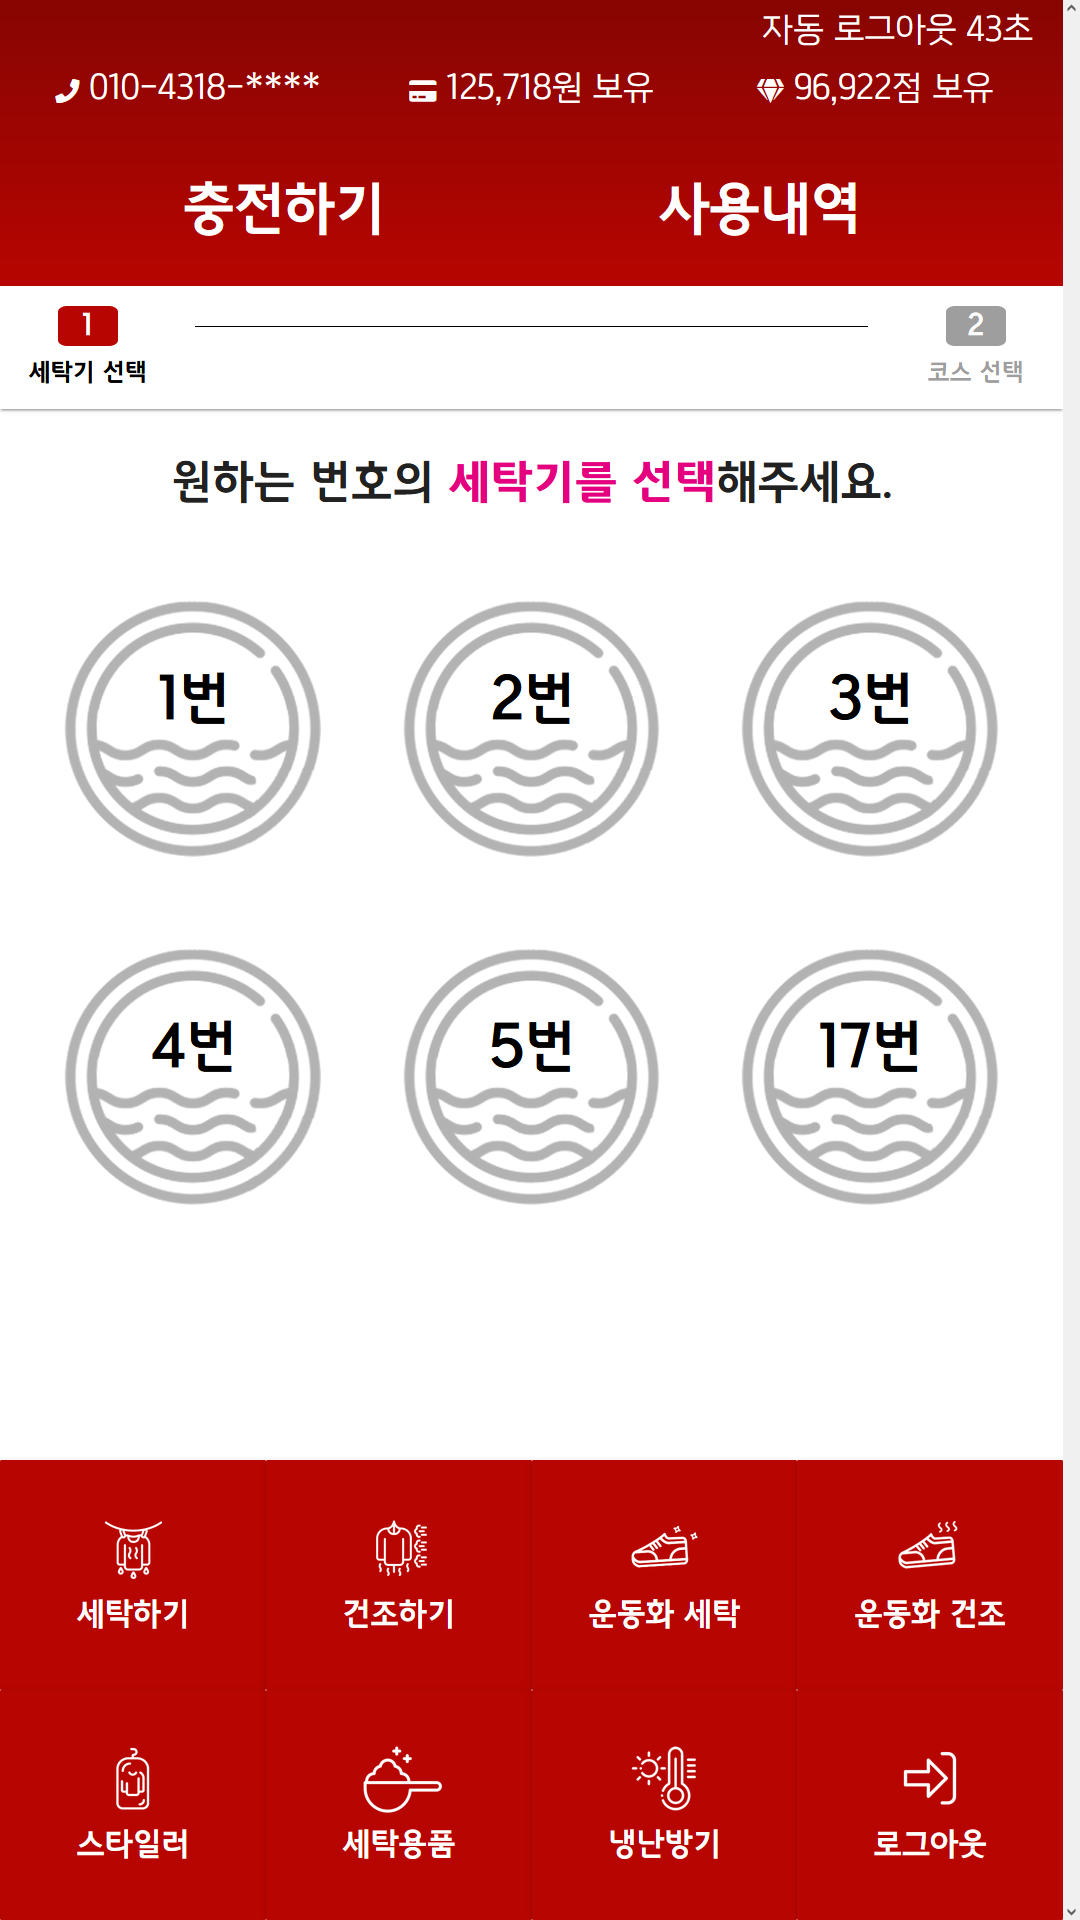 자동 로그아웃 43초
010-4318-**** 125,718원 보유 96,922점 보유
충전하기 사용내역
1 2
세탁기 선택 코스 선택
원하는 번호의 세탁기를 선택해주세요.
1번 2번 3번
4번 5번 17번
세탁하기 건조하기 운동화 세탁 운동화 건조
스타일러 세탁용품 냉난방기 로그아웃